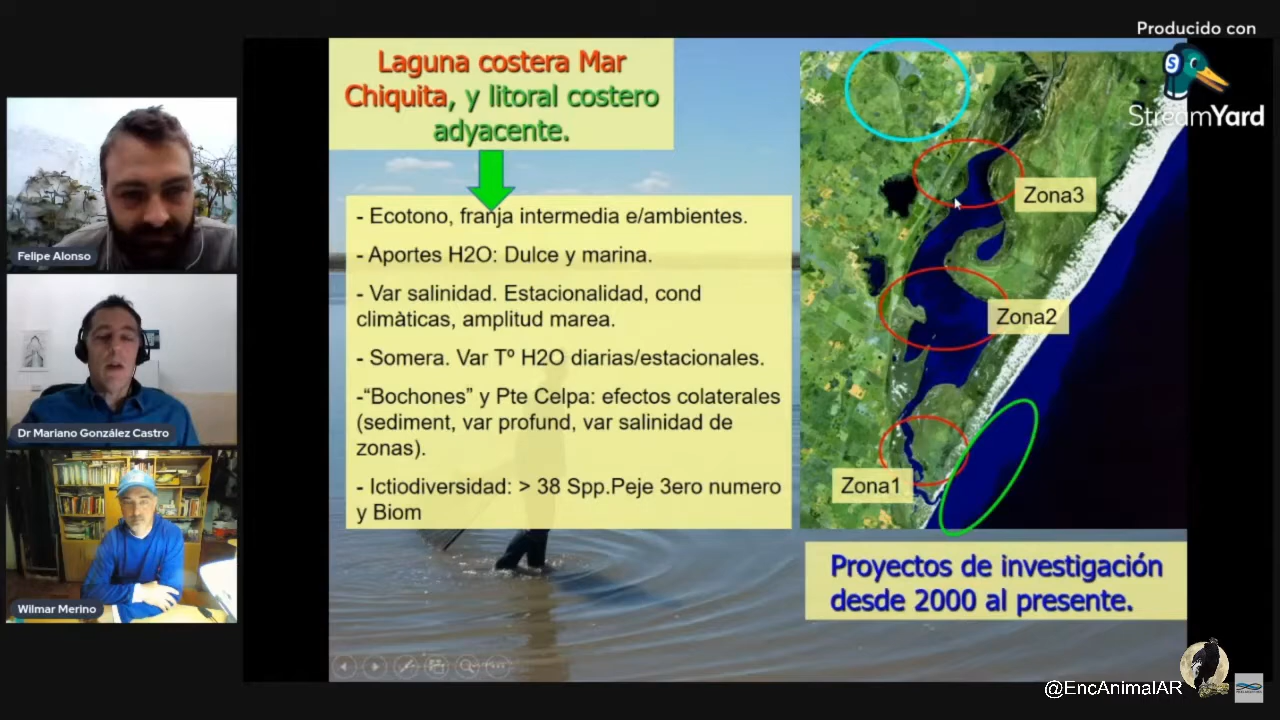 Producido con
StreamYard
Felipe Alonso
Dr Mariano González Castro
Wilmar Merino
Laguna costera Mar
Chiquita, y litoral costero
adyacente.
- Ecotono, franja intermedia e/ambientes.
- Aportes H2O: Dulce y marina.
- Var salinidad. Estacionalidad, cond
climàticas, amplitud marea.
- Somera. Var Tº H2O diarias/estacionales.
-“Bochones” y Pte Celpa: efectos colaterales
(sediment, var profund, var salinidad de
zonas).
- Ictiodiversidad: > 38 Spp.Peje 3ero numero
y Biom
Zona3
Zona2
Zona1
Proyectos de investigación
desde 2000 al presente.
@EncAnimalAR